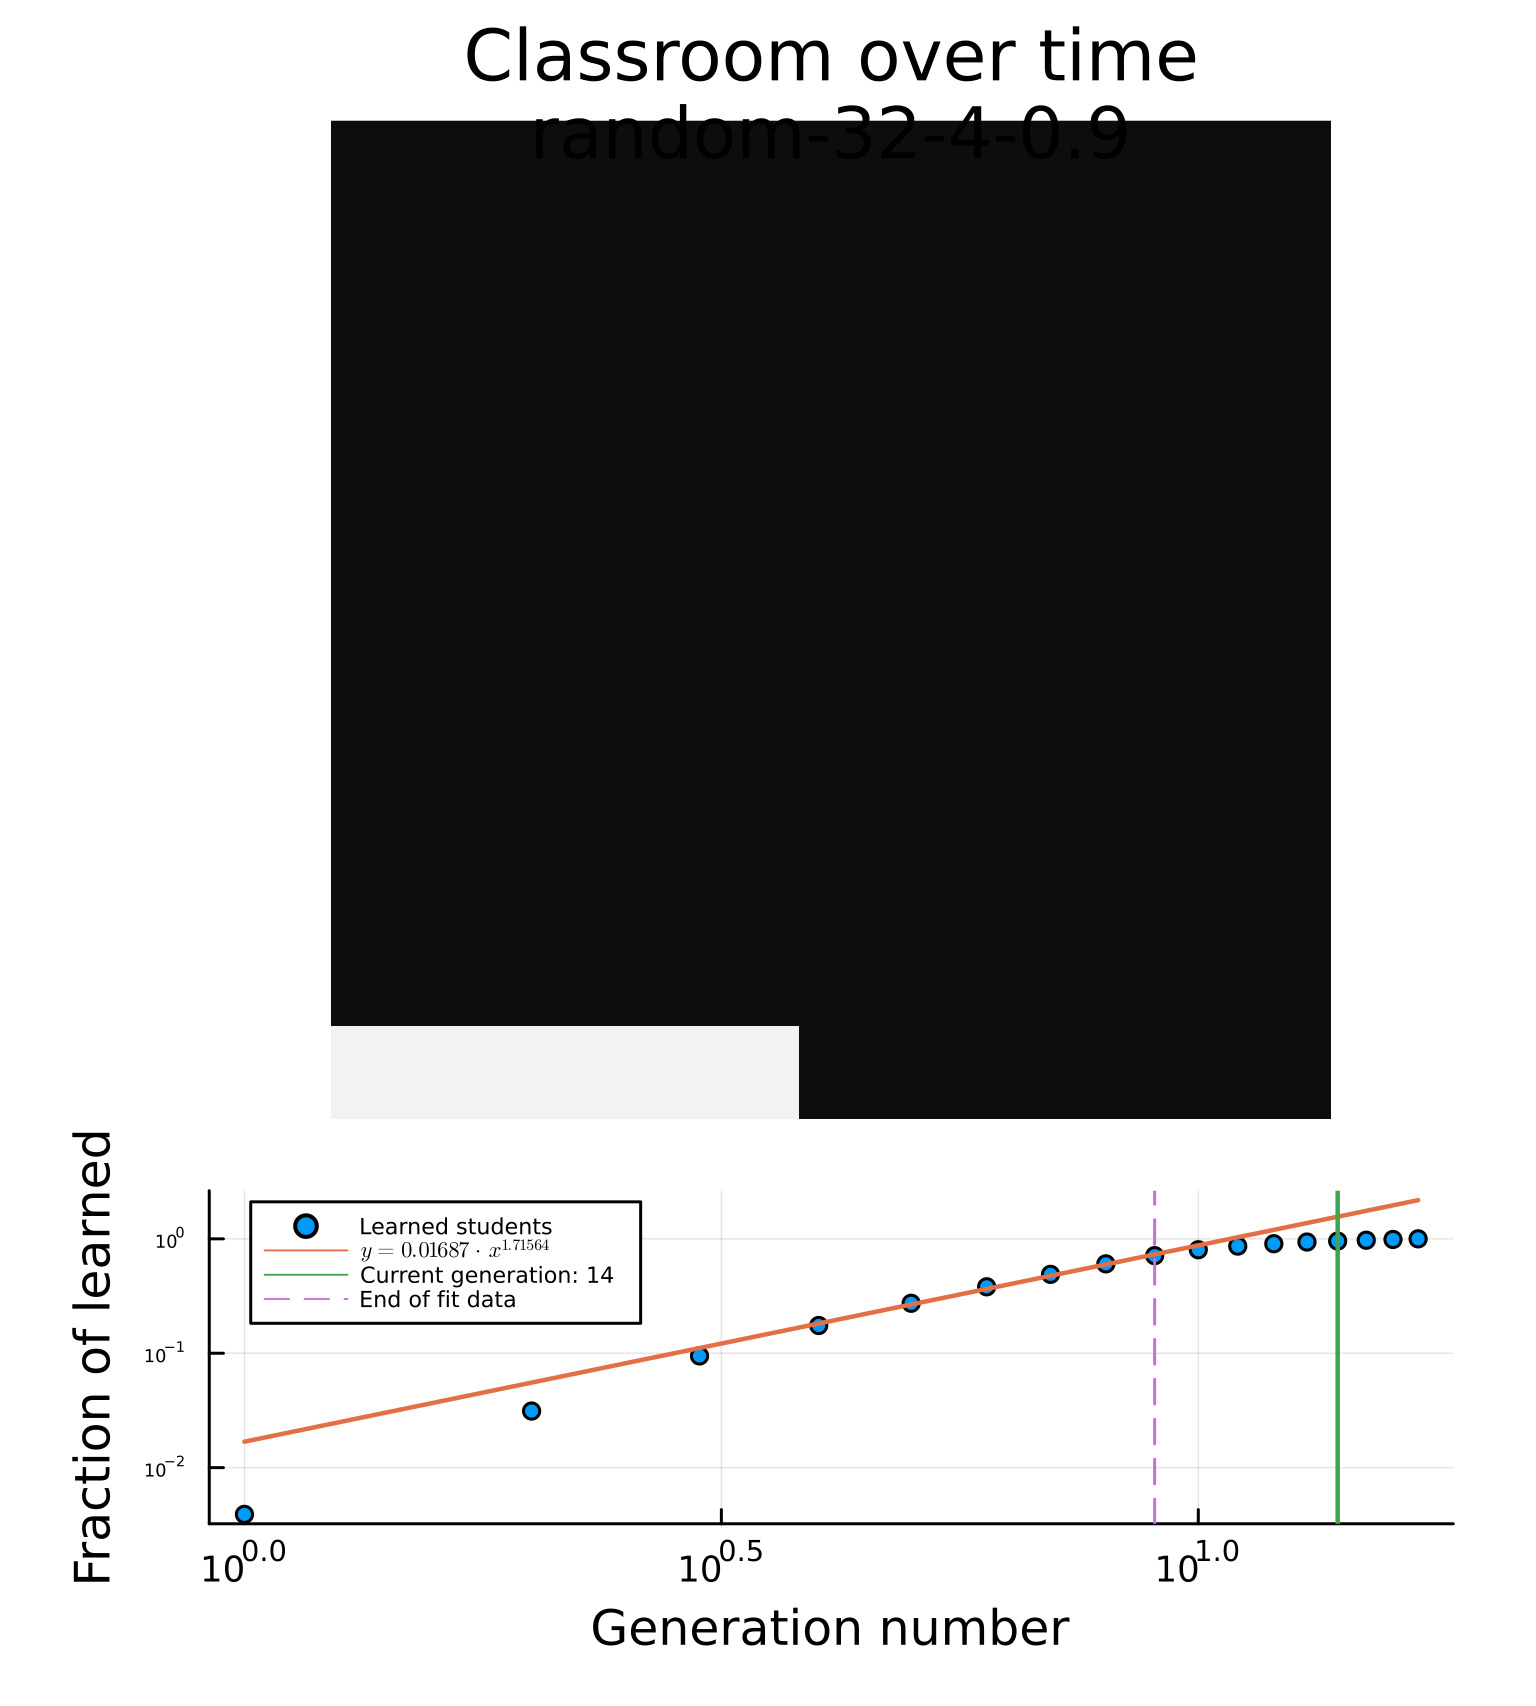 Classroom over time
random-32-4-0.9
Fraction of learned
10⁰
10⁻¹
10⁻²
Learned students
y = 0.01687 · x^1.71564
Current generation: 14
End of fit data
10^0.0 10^0.5 10^1.0
Generation number